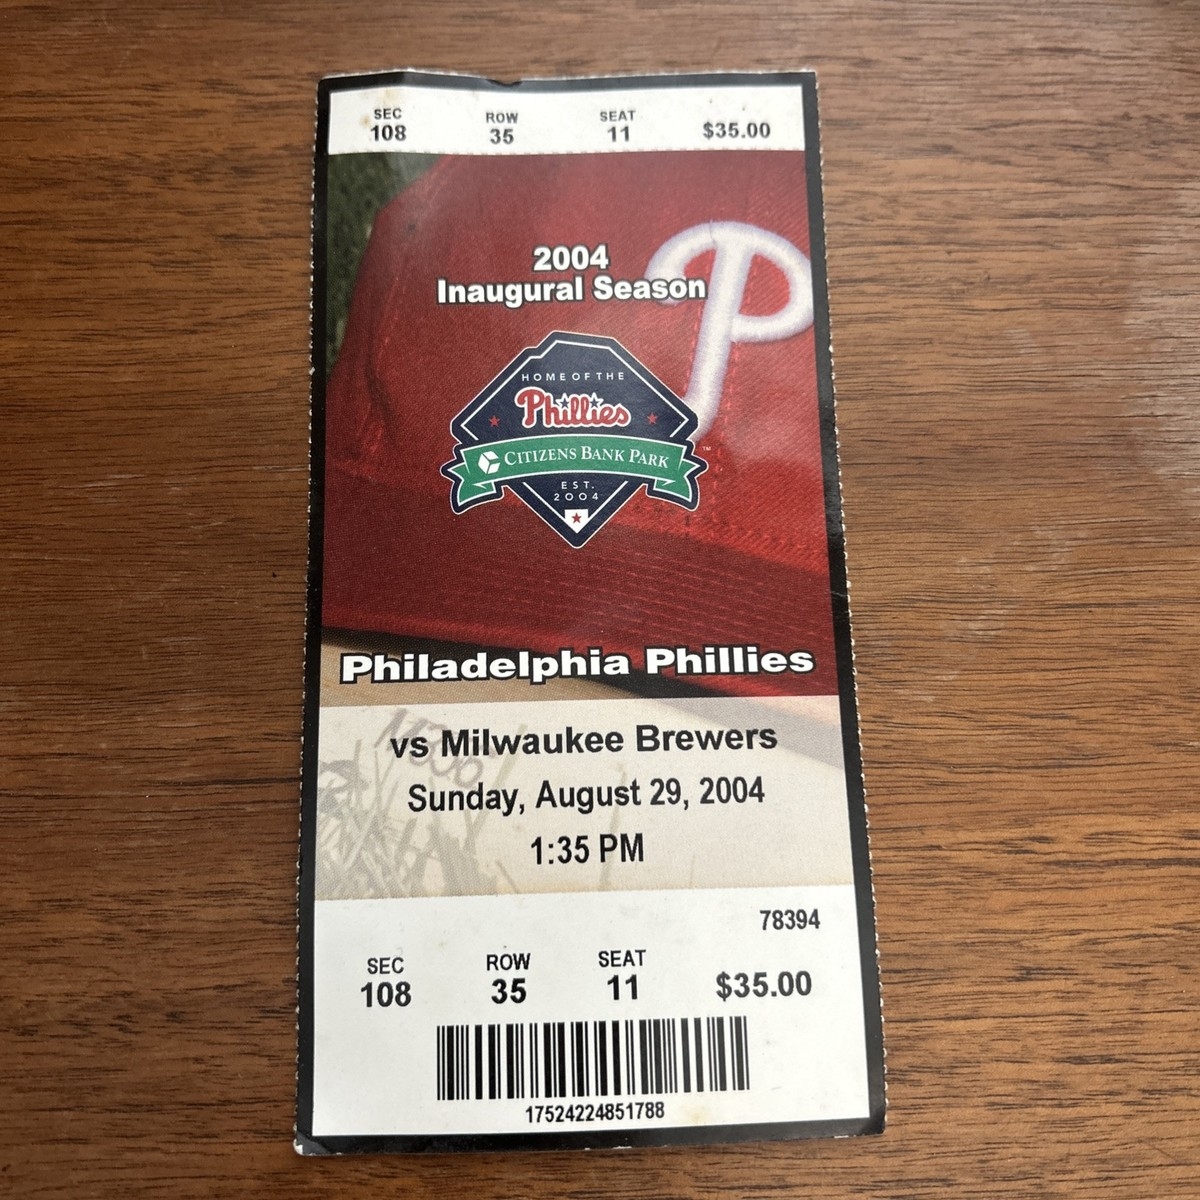 SEC ROW SEAT
108 35 11 $35.00
2004
Inaugural Season
P
HOME OF THE
Phillies
CITIZENS BANK PARK
™
EST.
2004
Philadelphia Phillies
vs Milwaukee Brewers
Sunday, August 29, 2004
1:35 PM
78394
SEC ROW SEAT
108 35 11 $35.00
17524224851788